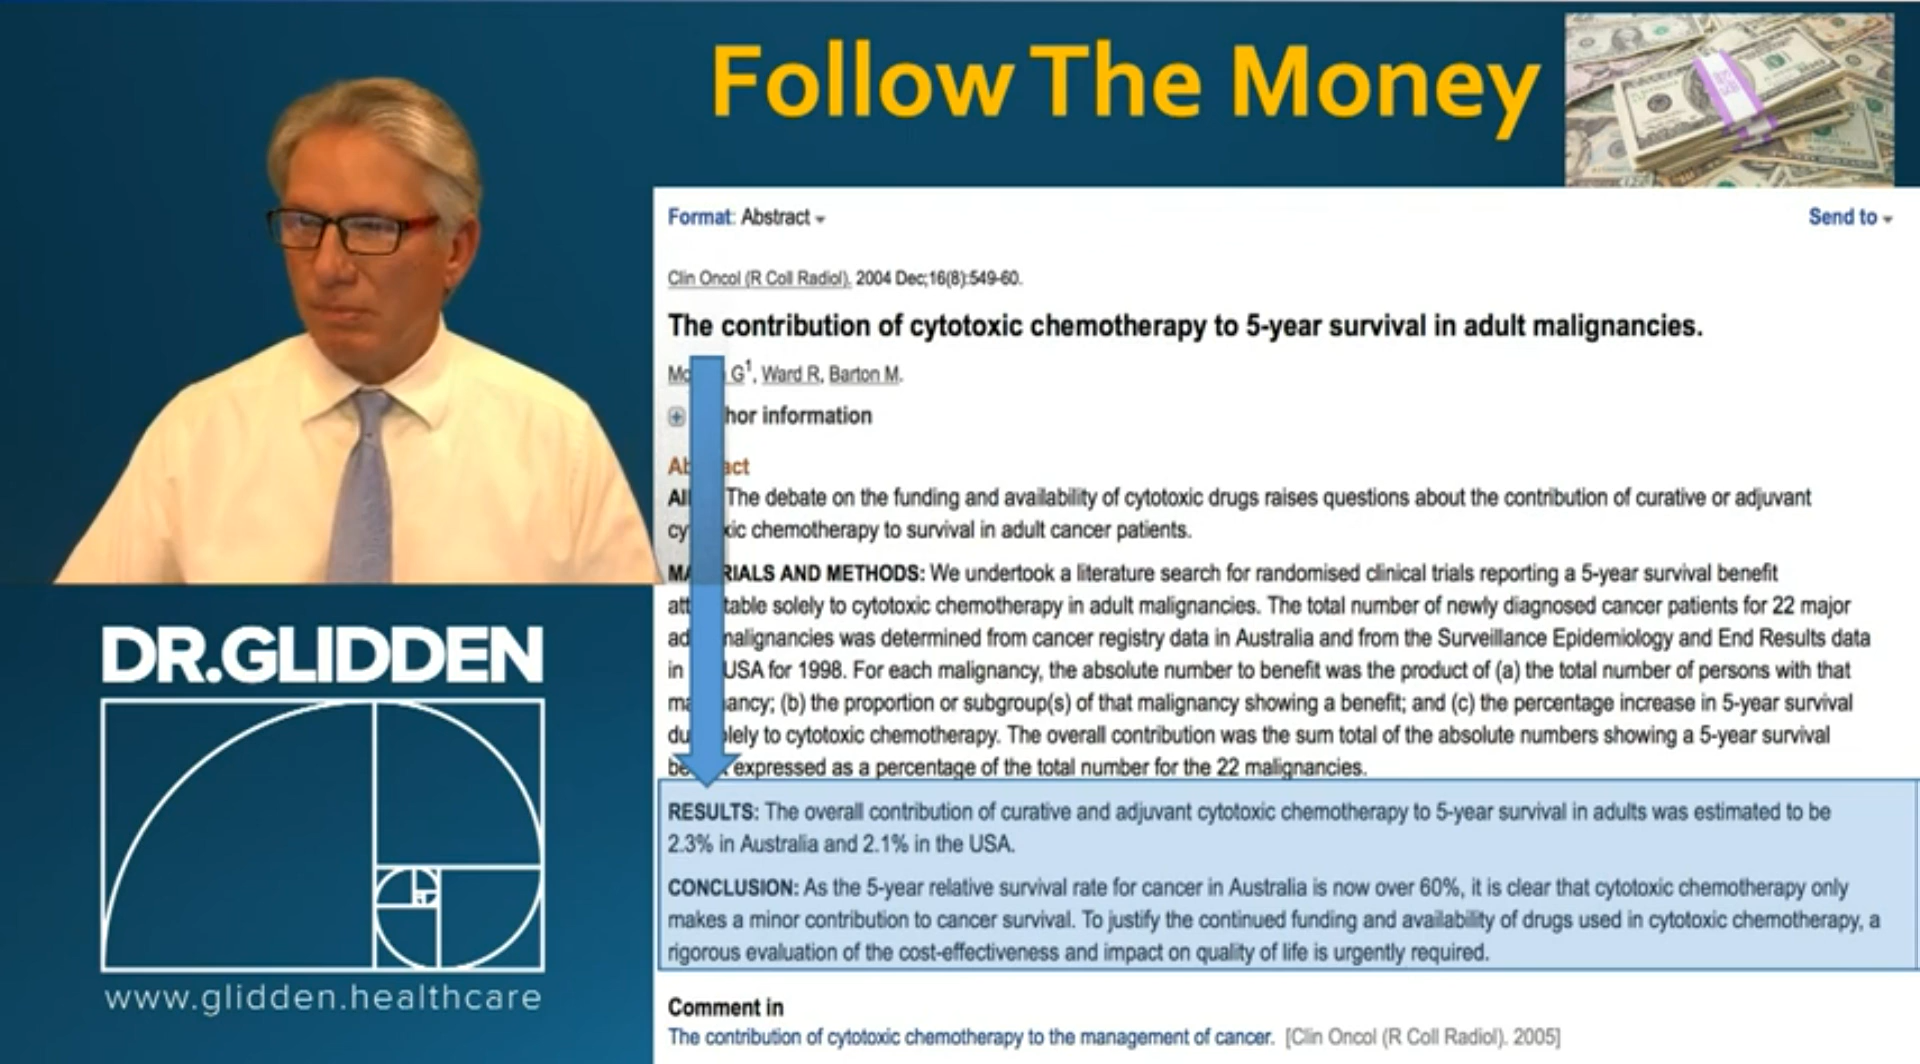 Follow The Money
Format: Abstract
Send to
Clin Oncol (R Coll Radiol). 2004 Dec;16(8):549-60.
The contribution of cytotoxic chemotherapy to 5-year survival in adult malignancies.
G1, Ward R, Barton M.
hor information
Ab act
The debate on the funding and availability of cytotoxic drugs raises questions about the contribution of curative or adjuvant
cy xic chemotherapy to survival in adult cancer patients.
MA RIALS AND METHODS: We undertook a literature search for randomised clinical trials reporting a 5-year survival benefit
att table solely to cytotoxic chemotherapy in adult malignancies. The total number of newly diagnosed cancer patients for 22 major
ad malignancies was determined from cancer registry data in Australia and from the Surveillance Epidemiology and End Results data
in USA for 1998. For each malignancy, the absolute number to benefit was the product of (a) the total number of persons with that
ma ancy; (b) the proportion or subgroup(s) of that malignancy showing a benefit; and (c) the percentage increase in 5-year survival
du lely to cytotoxic chemotherapy. The overall contribution was the sum total of the absolute numbers showing a 5-year survival
be expressed as a percentage of the total number for the 22 malignancies.
RESULTS: The overall contribution of curative and adjuvant cytotoxic chemotherapy to 5-year survival in adults was estimated to be
2.3% in Australia and 2.1% in the USA.
CONCLUSION: As the 5-year relative survival rate for cancer in Australia is now over 60%, it is clear that cytotoxic chemotherapy only
makes a minor contribution to cancer survival. To justify the continued funding and availability of drugs used in cytotoxic chemotherapy, a
rigorous evaluation of the cost-effectiveness and impact on quality of life is urgently required.
Comment in
The contribution of cytotoxic chemotherapy to the management of cancer. [Clin Oncol (R Coll Radiol). 2005]
DR.GLIDDEN
www.glidden.healthcare